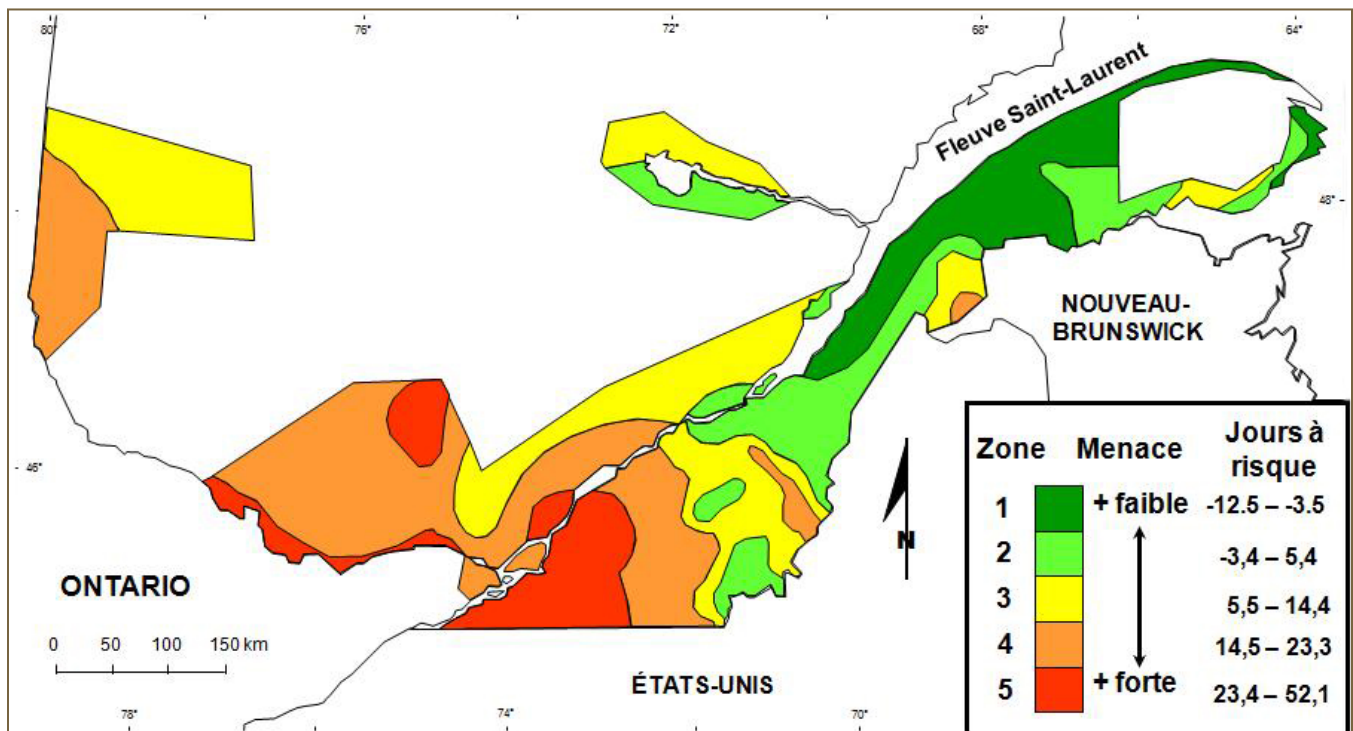 80°
76°
72°
68°
64°
Fleuve Saint-Laurent
48°
NOUVEAU-
BRUNSWICK
46°
N
ONTARIO
0 50 100 150 km
ÉTATS-UNIS
78°
74°
70°
Zone Menace Jours à
risque
1 + faible -12.5 – -3.5
2 -3,4 – 5,4
3 5,5 – 14,4
4 14,5 – 23,3
5 + forte 23,4 – 52,1